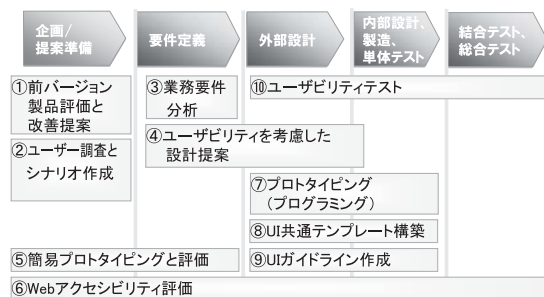 企画/
提案準備
要件定義
外部設計
内部設計、
製造、
単体テスト
結合テスト、
総合テスト
①前バージョン
製品評価と
改善提案
③業務要件
分析
⑩ユーザビリティテスト
②ユーザー調査と
シナリオ作成
④ユーザビリティを考慮した
設計提案
⑦プロトタイピング
（プログラミング）
⑧UI共通テンプレート構築
⑤簡易プロトタイピングと評価
⑨UIガイドライン作成
⑥Webアクセシビリティ評価